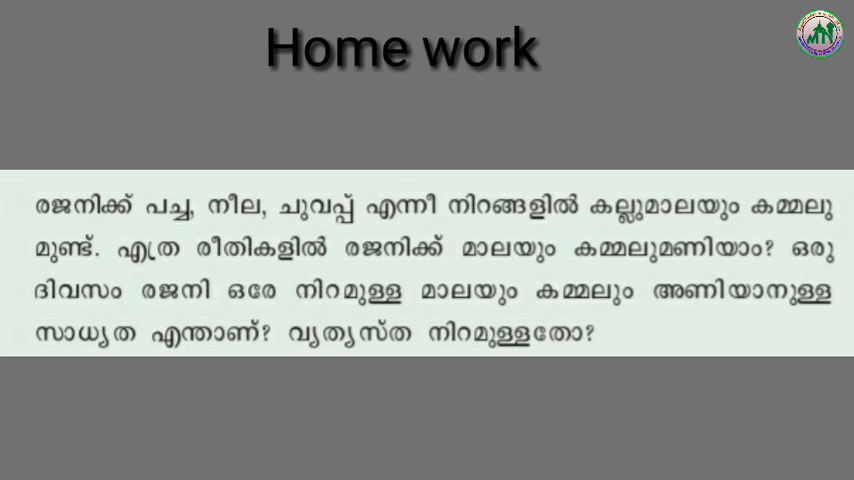 Home work
രജനിക്ക് പച്ച, നീല, ചുവപ്പ് എന്നീ നിറങ്ങളിൽ കല്ലുമാലയും കമ്മലു
മുണ്ട്. എത്ര രീതികളിൽ രജനിക്ക് മാലയും കമ്മലുമണിയാം? ഒരു
ദിവസം രജനി ഒരേ നിറമുള്ള മാലയും കമ്മലും അണിയാനുള്ള
സാധ്യത എന്താണ്? വ്യത്യസ്ത നിറമുള്ളതോ?